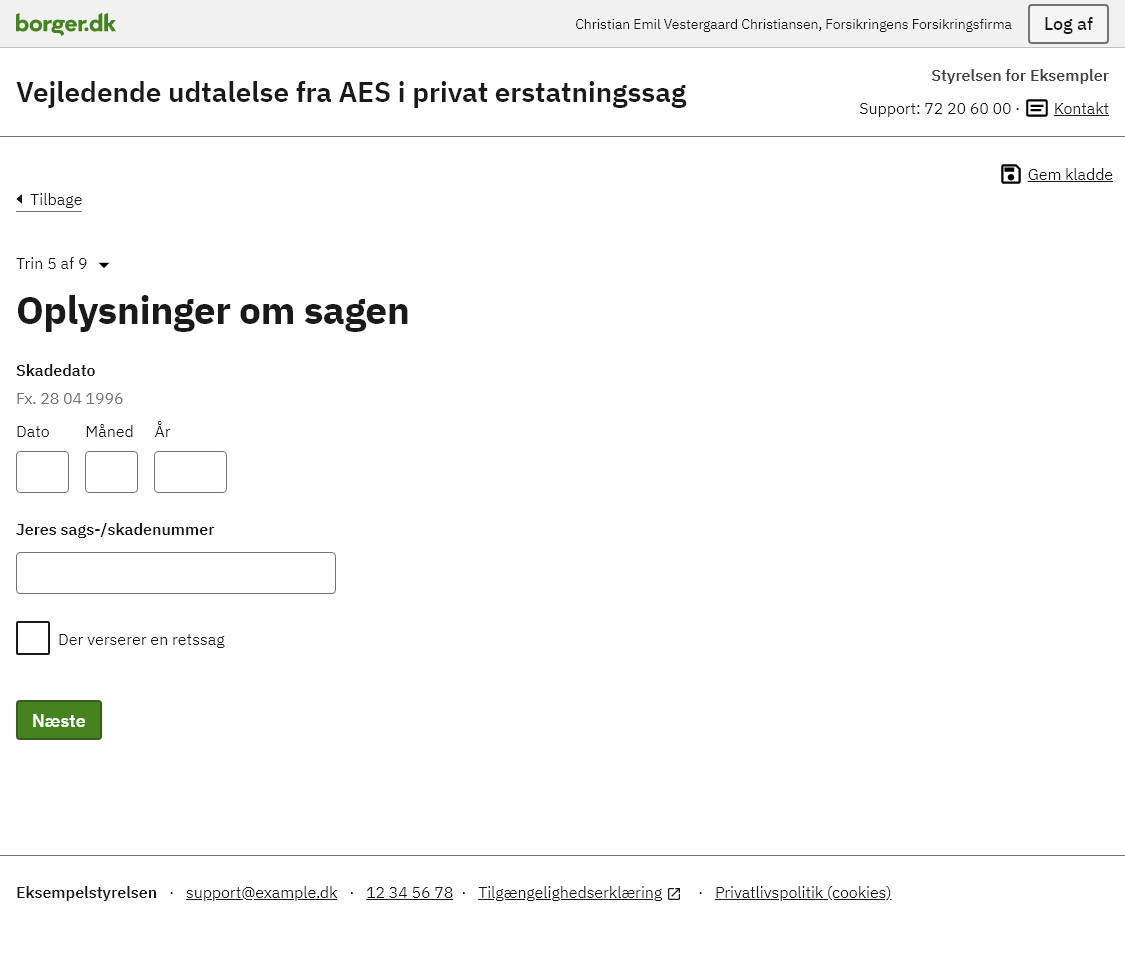 borger.dk
Christian Emil Vestergaard Christiansen, Forsikringens Forsikringsfirma
Log af
Vejledende udtalelse fra AES i privat erstatningssag
Styrelsen for Eksempler
Support: 72 20 60 00 · Kontakt
Gem kladde
Tilbage
Trin 5 af 9
Oplysninger om sagen
Skadedato
Fx. 28 04 1996
Dato Måned År
Jeres sags-/skadenummer
Der verserer en retssag
Næste
Eksempelstyrelsen · support@example.dk · 12 34 56 78 · Tilgængelighedserklæring · Privatlivspolitik (cookies)